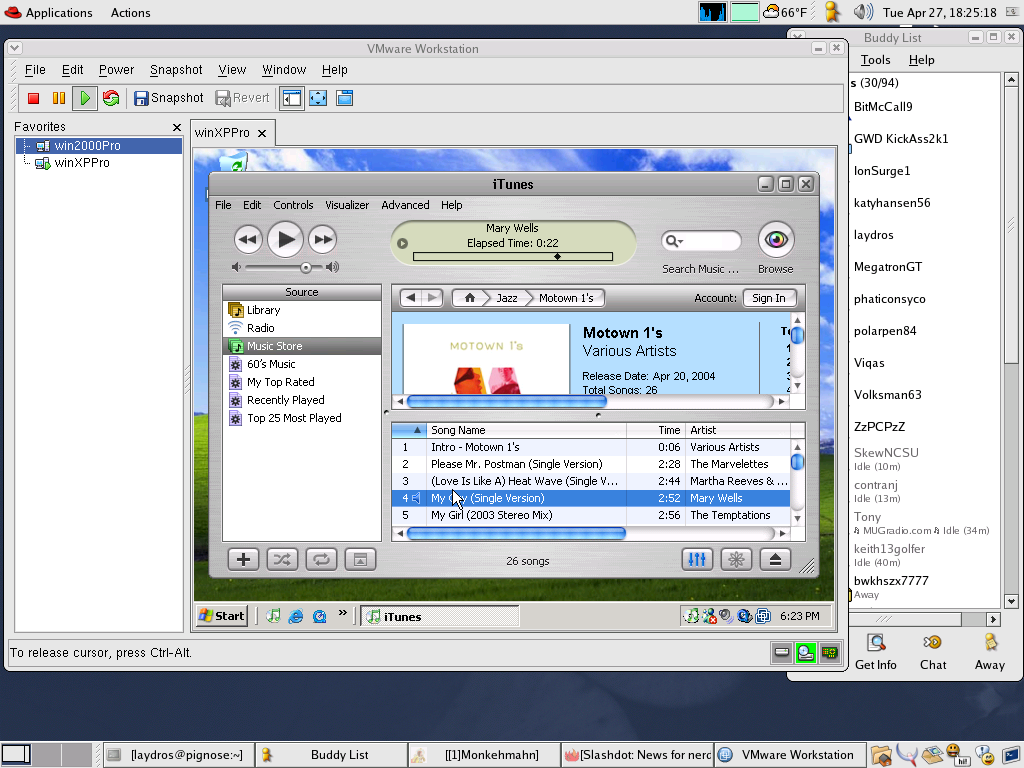 Applications Actions 66°F Tue Apr 27, 18:25:18
VMware Workstation
File Edit Power Snapshot View Window Help
Snapshot Revert
Favorites
win2000Pro
winXPPro
winXPPro
iTunes
File Edit Controls Visualizer Advanced Help
Mary Wells
Elapsed Time: 0:22
Search Music ... Browse
Source
Library
Radio
Music Store
60's Music
My Top Rated
Recently Played
Top 25 Most Played
Jazz Motown 1's Account: Sign In
MOTOWN 1's
Motown 1's
Various Artists
Release Date: Apr 20, 2004
Total Songs: 26
Song Name Time Artist
1 Intro - Motown 1's 0:06 Various Artists
2 Please Mr. Postman (Single Version) 2:28 The Marvelettes
3 (Love Is Like A) Heat Wave (Single V... 2:44 Martha Reeves & ...
4 My Guy (Single Version) 2:52 Mary Wells
5 My Girl (2003 Stereo Mix) 2:56 The Temptations
26 songs
Start » iTunes 6:23 PM
To release cursor, press Ctrl-Alt.
Buddy List
Tools Help
s (30/94)
BitMcCall9
GWD KickAss2k1
IonSurge1
katyhansen56
laydros
MegatronGT
phaticonsyco
polarpen84
Viqas
Volksman63
ZzPCPzZ
SkewNCSU
Idle (10m)
contranj
Idle (13m)
Tony
MUGradio.com Idle (34m)
keith13golfer
Idle (40m)
bwkhszx7777
Away
Get Info Chat Away
[laydros@pignose:~] Buddy List [[1]Monkehmahn] [Slashdot: News for nerd VMware Workstation hi!